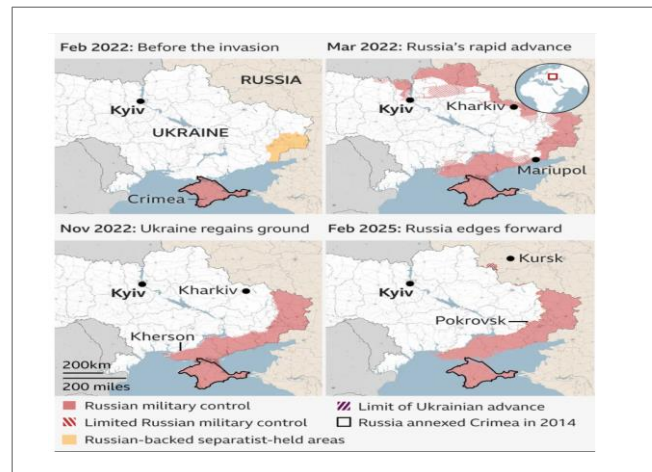 Feb 2022: Before the invasion
RUSSIA
Kyiv
UKRAINE
Crimea
Mar 2022: Russia's rapid advance
Kyiv
Kharkiv
Mariupol
Nov 2022: Ukraine regains ground
Kyiv
Kharkiv
Kherson
200km
200 miles
Feb 2025: Russia edges forward
Kursk
Kyiv
Pokrovsk
Russian military control
Limited Russian military control
Russian-backed separatist-held areas
Limit of Ukrainian advance
Russia annexed Crimea in 2014